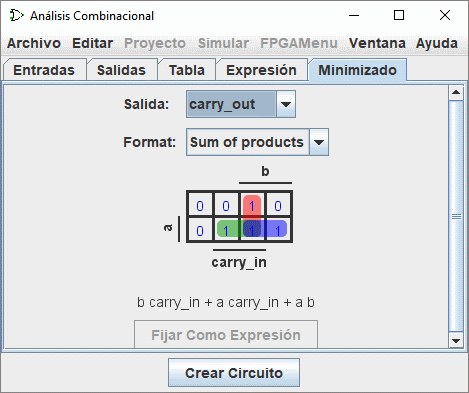 Análisis Combinacional
Archivo Editar Proyecto Simular FPGAMenu Ventana Ayuda
Entradas Salidas Tabla Expresión Minimizado
Salida: carry_out
Format: Sum of products
b
0 0 1 0
a 0 1 1 1
carry_in
b carry_in + a carry_in + a b
Fijar Como Expresión
Crear Circuito